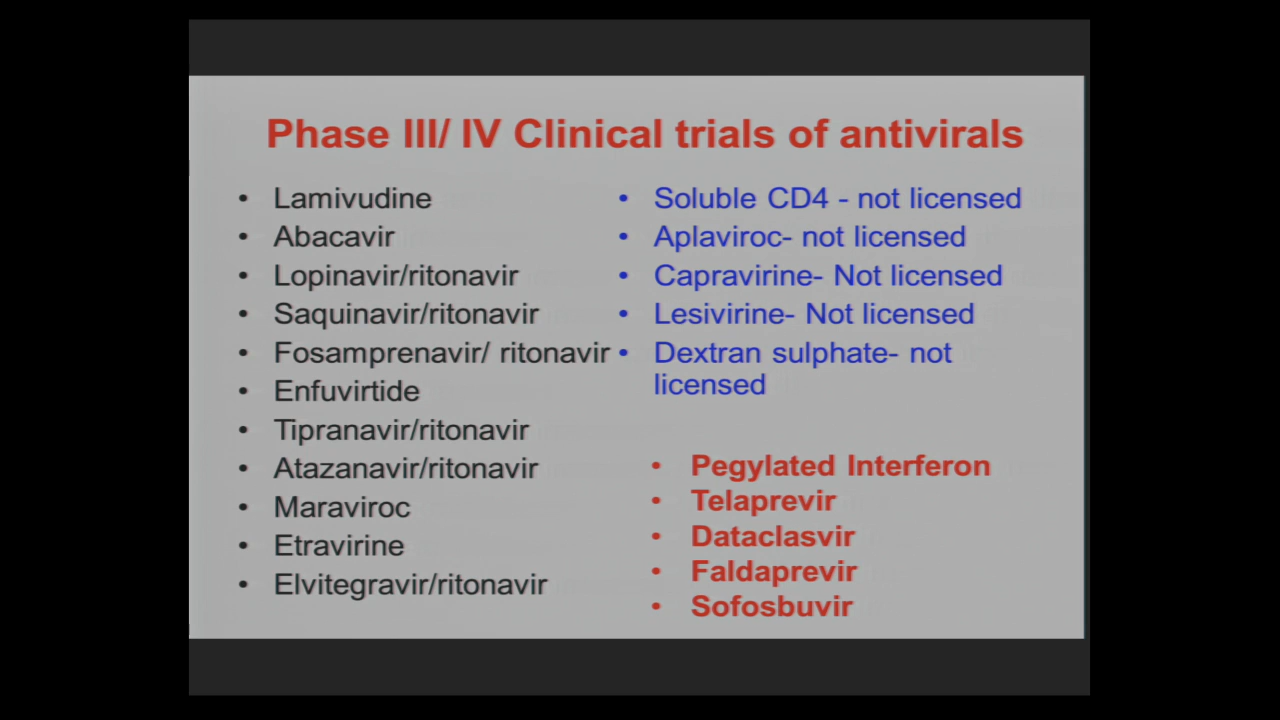 Phase III/ IV Clinical trials of antivirals
• Lamivudine
• Abacavir
• Lopinavir/ritonavir
• Saquinavir/ritonavir
• Fosamprenavir/ ritonavir
• Enfuvirtide
• Tipranavir/ritonavir
• Atazanavir/ritonavir
• Maraviroc
• Etravirine
• Elvitegravir/ritonavir
• Soluble CD4 - not licensed
• Aplaviroc- not licensed
• Capravirine- Not licensed
• Lesivirine- Not licensed
• Dextran sulphate- not
licensed
• Pegylated Interferon
• Telaprevir
• Dataclasvir
• Faldaprevir
• Sofosbuvir